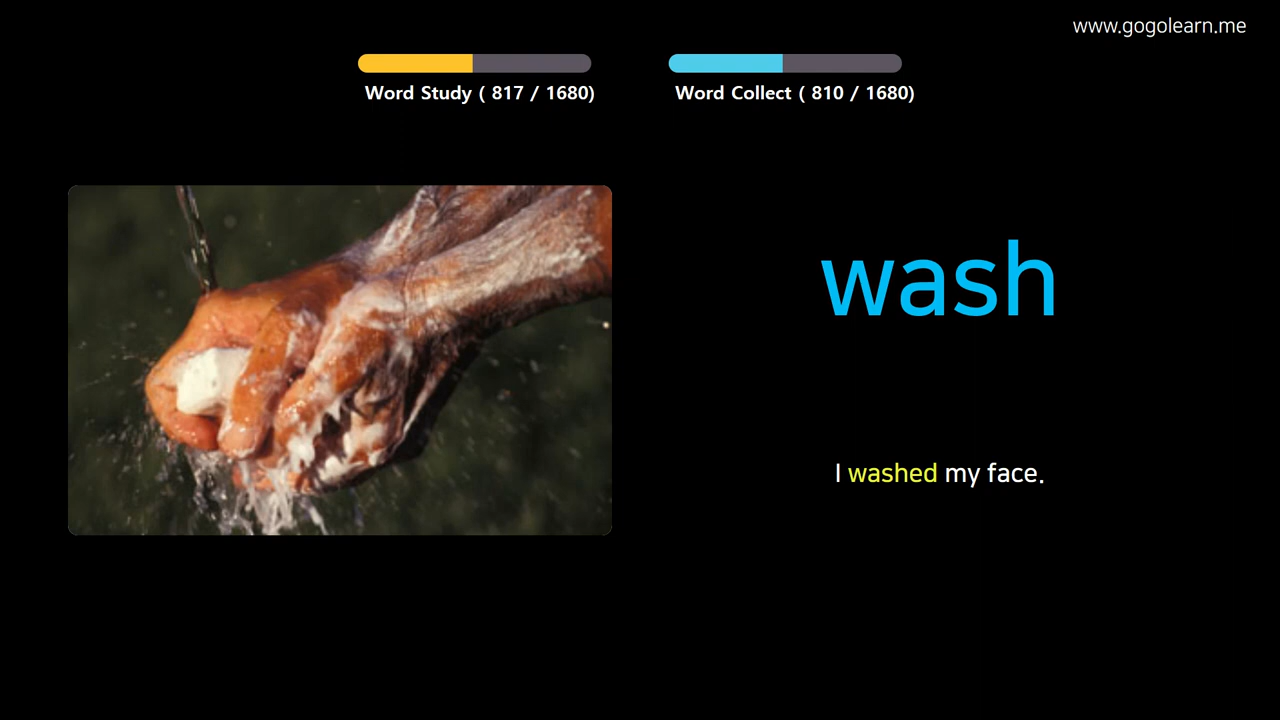 www.gogolearn.me
Word Study ( 817 / 1680)
Word Collect ( 810 / 1680)
wash
I washed my face.